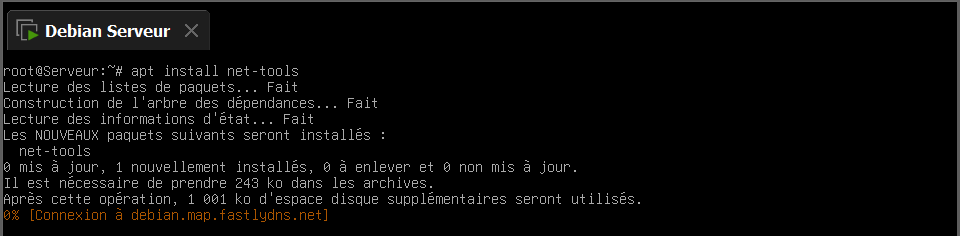 Debian Serveur
root@Serveur:~# apt install net-tools
Lecture des listes de paquets... Fait
Construction de l'arbre des dépendances... Fait
Lecture des informations d'état... Fait
Les NOUVEAUX paquets suivants seront installés :
  net-tools
0 mis à jour, 1 nouvellement installés, 0 à enlever et 0 non mis à jour.
Il est nécessaire de prendre 243 ko dans les archives.
Après cette opération, 1 001 ko d'espace disque supplémentaires seront utilisés.
0% [Connexion à debian.map.fastlydns.net]